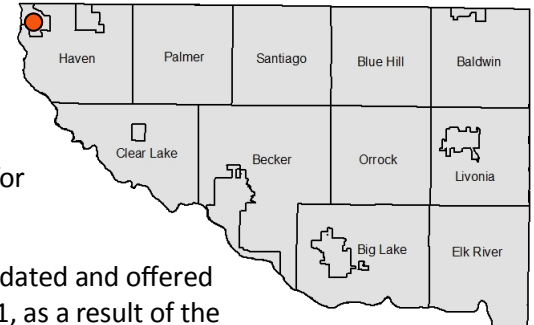 Haven Palmer Santiago Blue Hill Baldwin
Clear Lake Becker Orrock Livonia
or
Big Lake Elk River
dated and offered
1, as a result of the